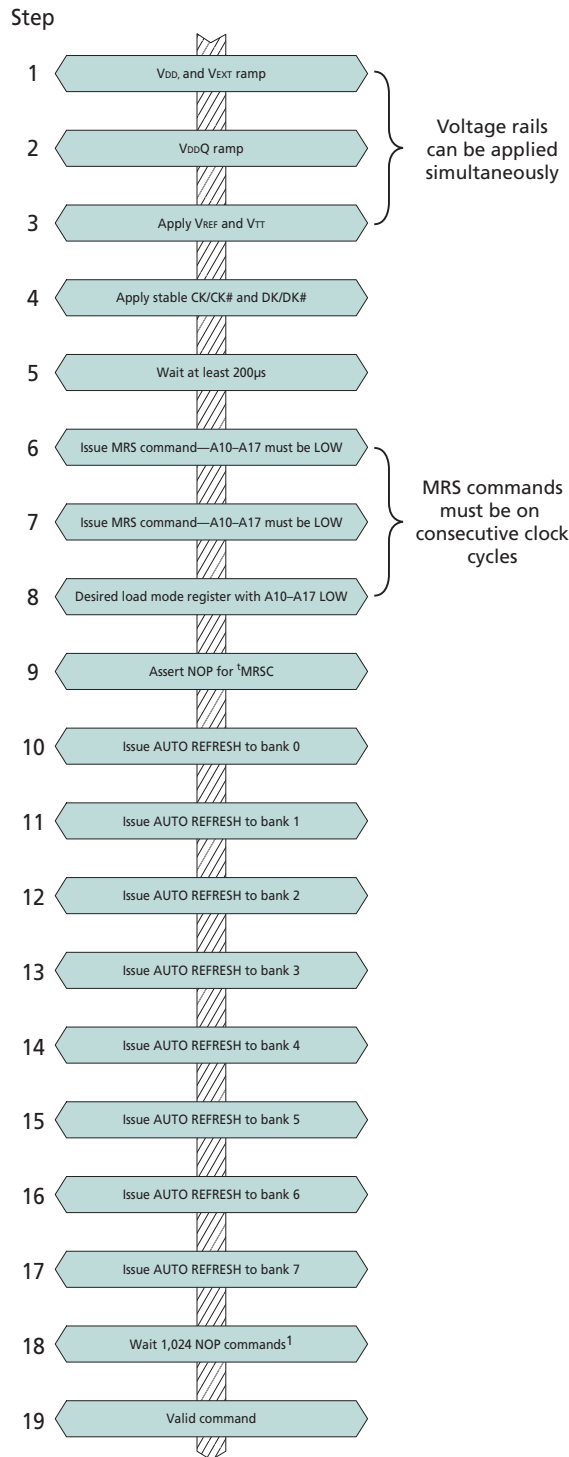 Step
1 VDD, and VEXT ramp
2 VDDQ ramp
3 Apply VREF and VTT
Voltage rails
can be applied
simultaneously
4 Apply stable CK/CK# and DK/DK#
5 Wait at least 200µs
6 Issue MRS command—A10–A17 must be LOW
7 Issue MRS command—A10–A17 must be LOW
8 Desired load mode register with A10–A17 LOW
MRS commands
must be on
consecutive clock
cycles
9 Assert NOP for tMRSC
10 Issue AUTO REFRESH to bank 0
11 Issue AUTO REFRESH to bank 1
12 Issue AUTO REFRESH to bank 2
13 Issue AUTO REFRESH to bank 3
14 Issue AUTO REFRESH to bank 4
15 Issue AUTO REFRESH to bank 5
16 Issue AUTO REFRESH to bank 6
17 Issue AUTO REFRESH to bank 7
18 Wait 1,024 NOP commands1
19 Valid command